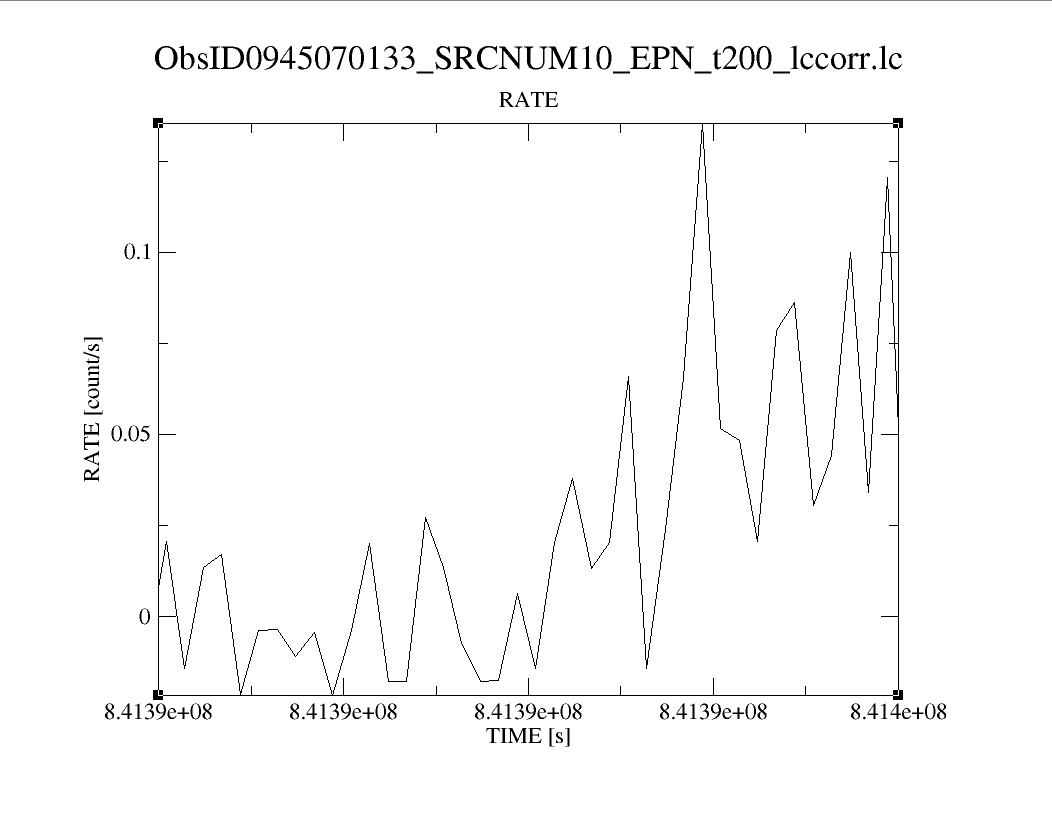 ObsID0945070133_SRCNUM10_EPN_t200_lccorr.lc
RATE
0.1
0.05
0
RATE [count/s]
8.4139e+08 8.4139e+08 8.4139e+08 8.4139e+08 8.414e+08
TIME [s]